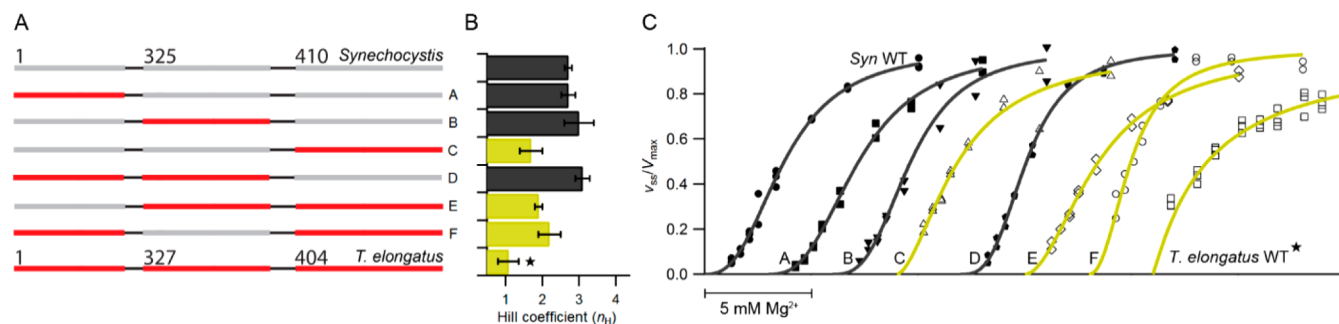 A
1 325 410 Synechocystis
A
B
C
D
E
F
1 327 404 T. elongatus
B
1 2 3 4
Hill coefficient (nH)
C
vss/Vmax
1.0
0.8
0.6
0.4
0.2
0.0
Syn WT
A B C D E F T. elongatus WT ★
5 mM Mg²⁺